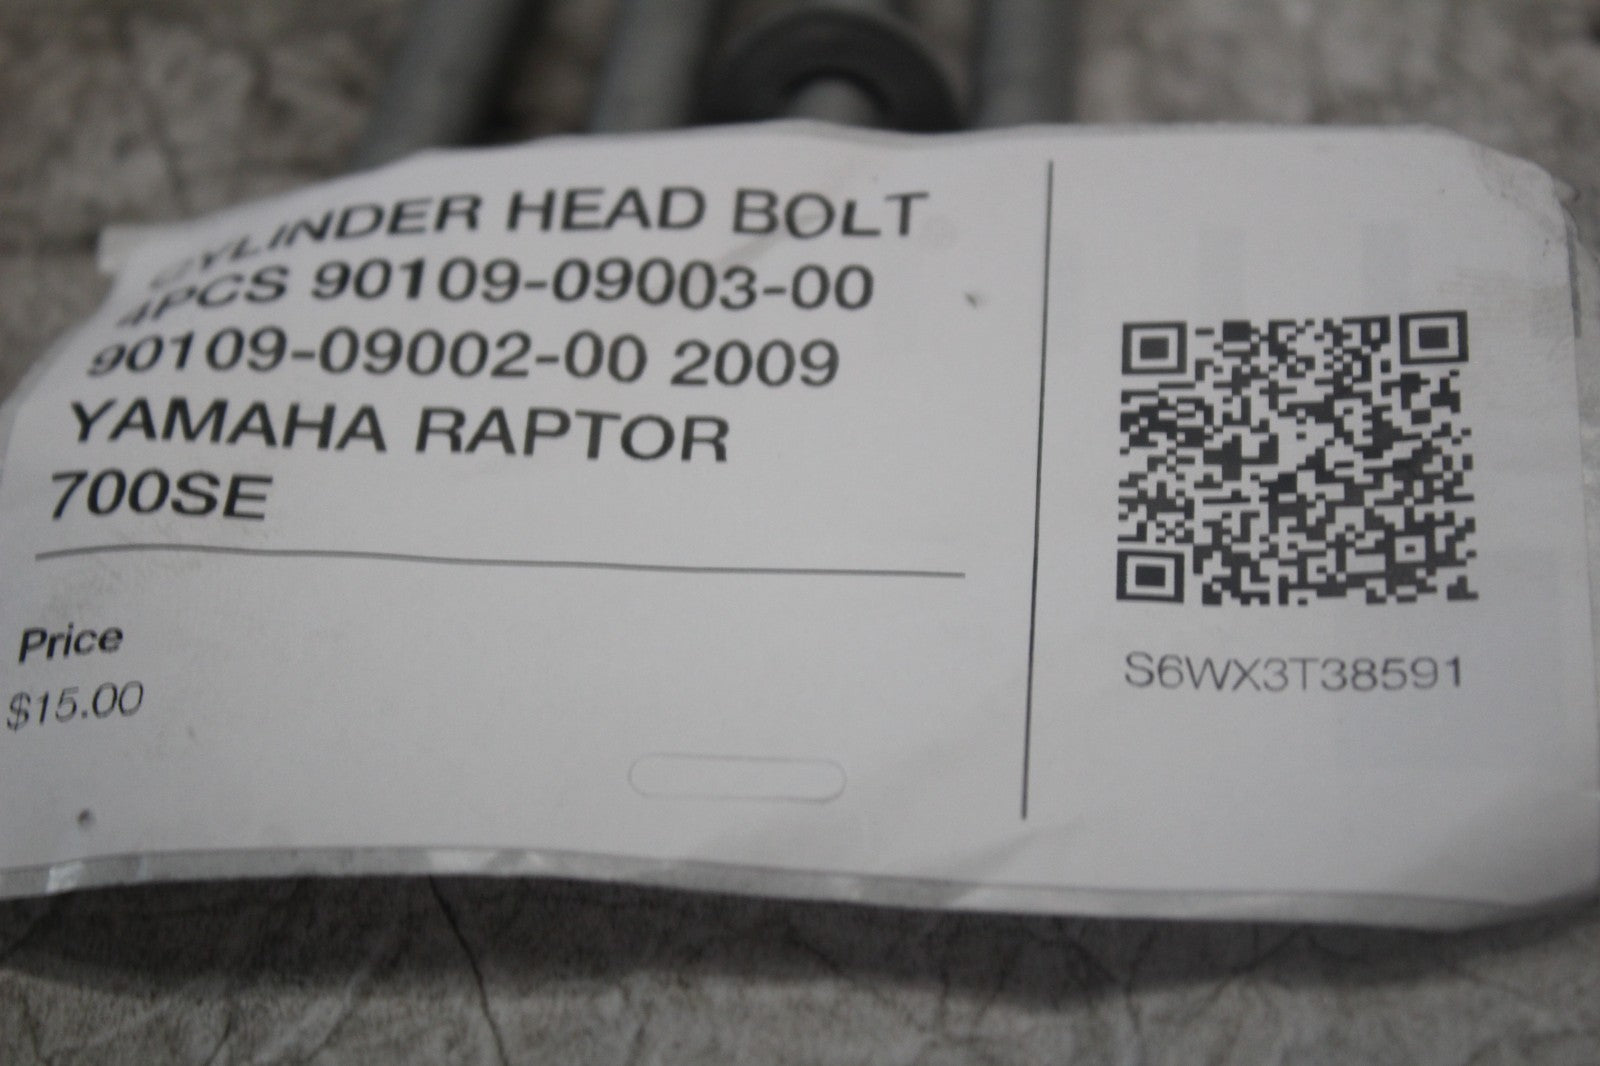 CYLINDER HEAD BOLT
4PCS 90109-09003-00
90109-09002-00 2009
YAMAHA RAPTOR
700SE
Price
$15.00
S6WX3T38591